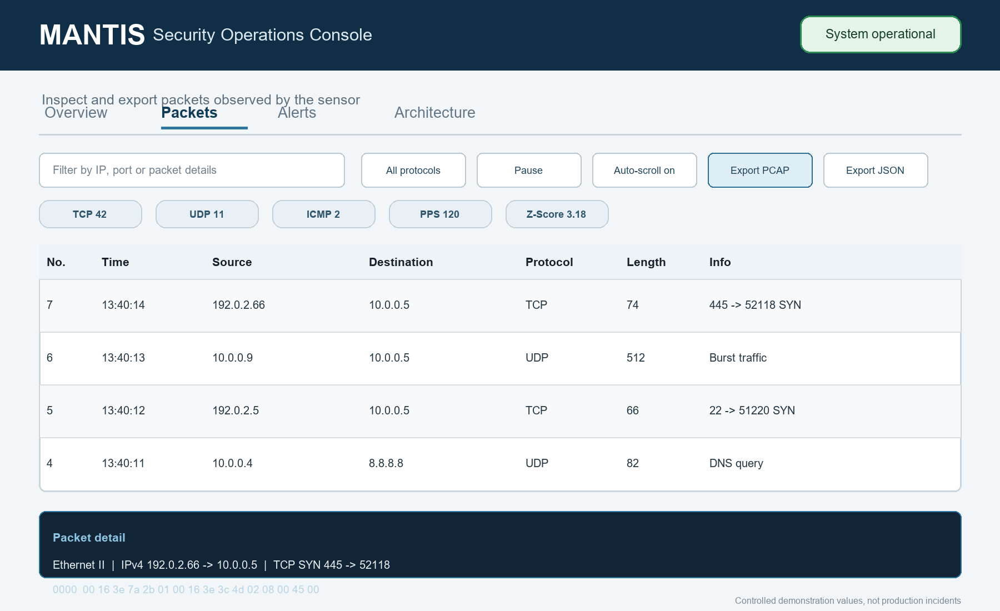 MANTIS Security Operations Console
System operational
Inspect and export packets observed by the sensor
Overview Packets Alerts Architecture
Filter by IP, port or packet details All protocols Pause Auto-scroll on Export PCAP Export JSON
TCP 42 UDP 11 ICMP 2 PPS 120 Z-Score 3.18
No. Time Source Destination Protocol Length Info
7 13:40:14 192.0.2.66 10.0.0.5 TCP 74 445 -> 52118 SYN
6 13:40:13 10.0.0.9 10.0.0.5 UDP 512 Burst traffic
5 13:40:12 192.0.2.5 10.0.0.5 TCP 66 22 -> 51220 SYN
4 13:40:11 10.0.0.4 8.8.8.8 UDP 82 DNS query
Packet detail
Ethernet II | IPv4 192.0.2.66 -> 10.0.0.5 | TCP SYN 445 -> 52118
0000 00 16 3e 7a 2b 01 00 16 3e 3c 4d 02 08 00 45 00
Controlled demonstration values, not production incidents